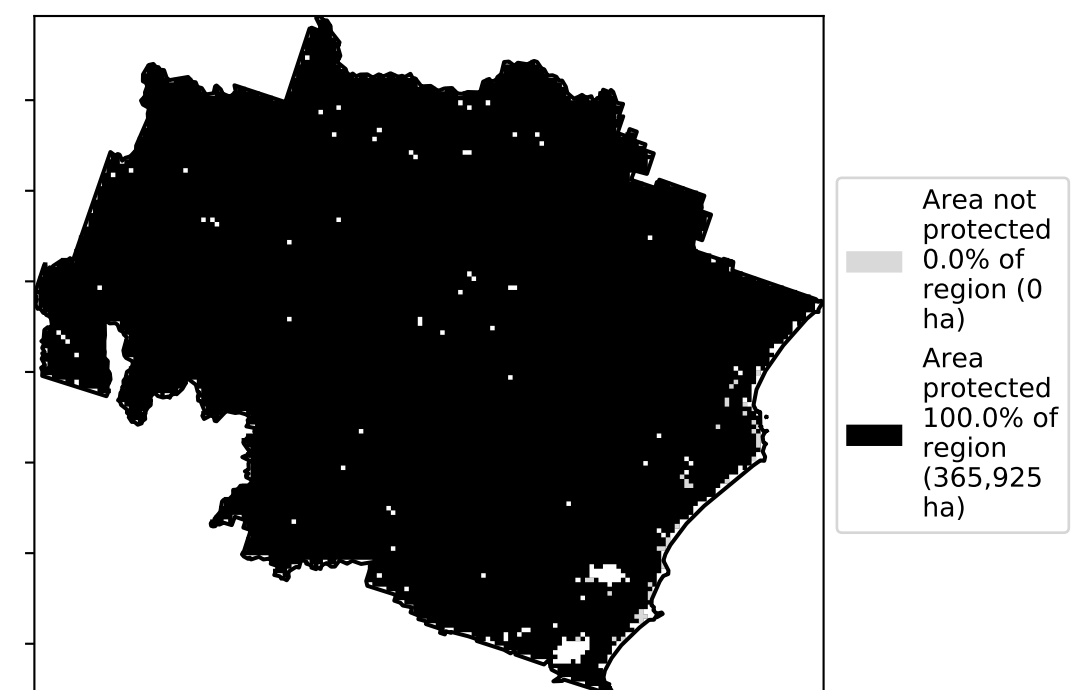 Area not
protected
0.0% of
region (0
ha)
Area
protected
100.0% of
region
(365,925
ha)